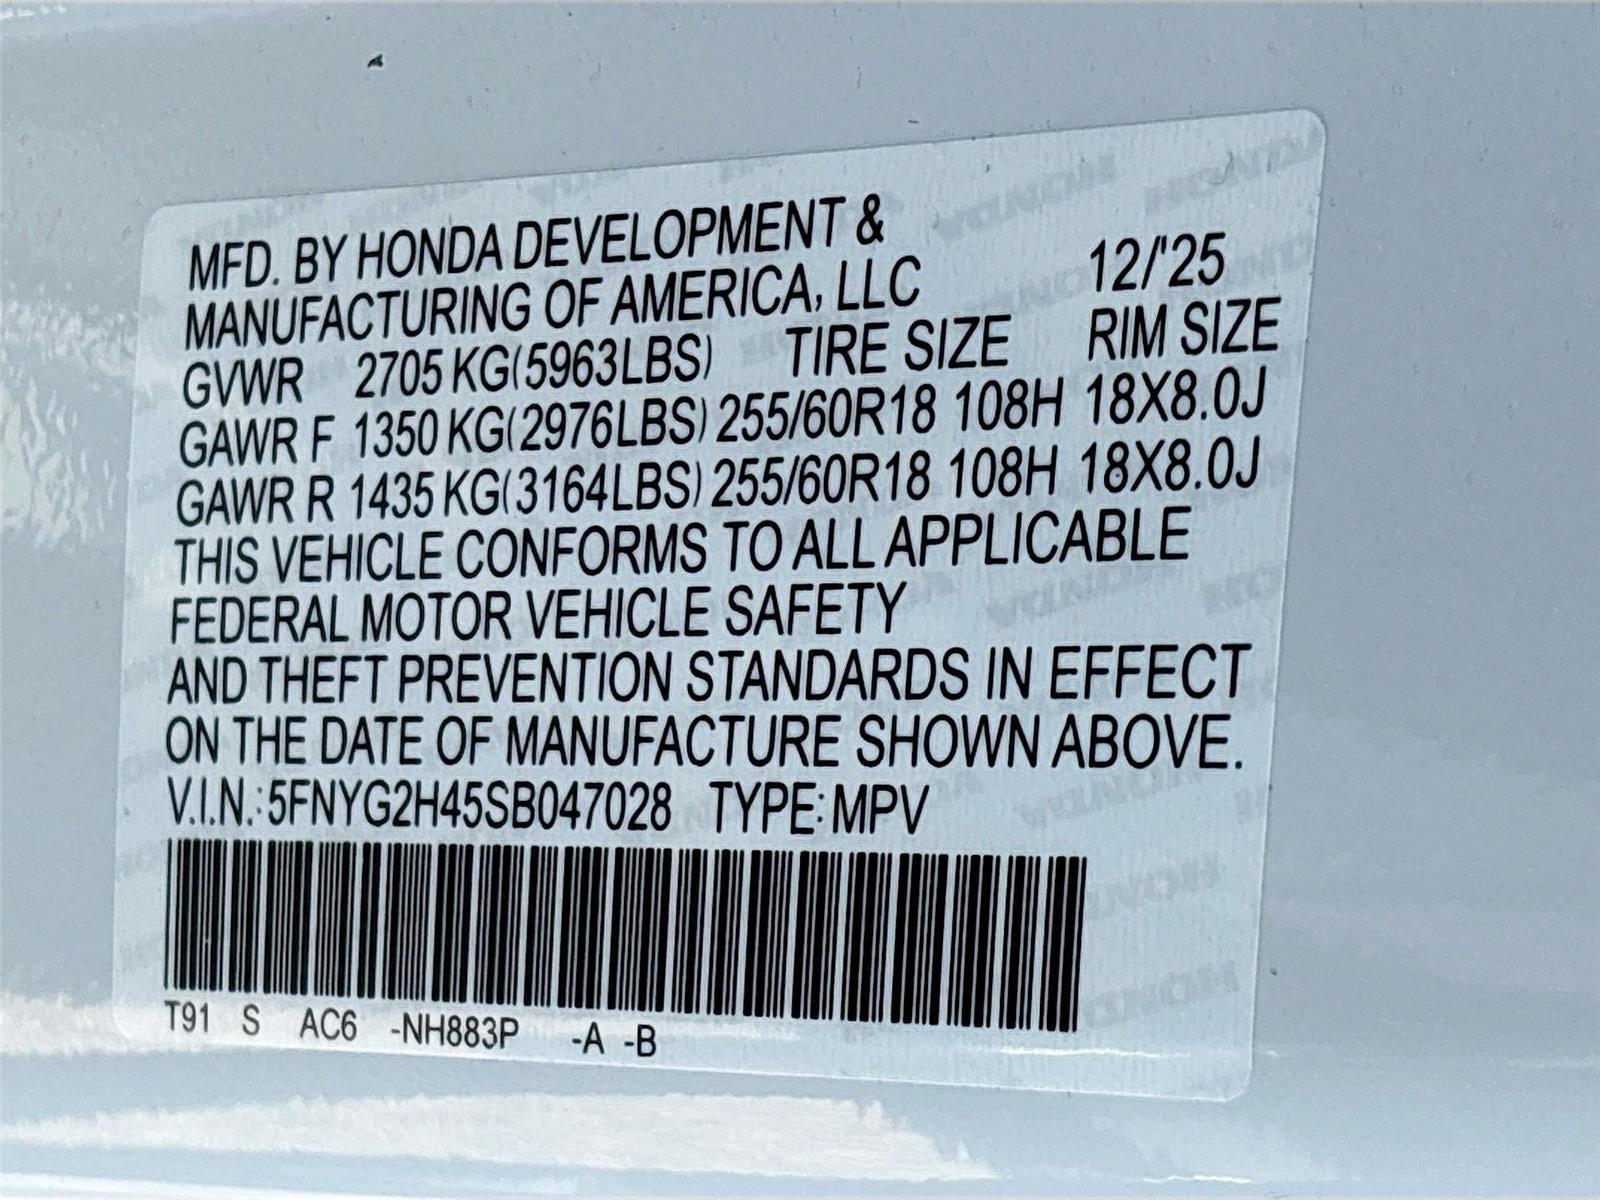 MFD. BY HONDA DEVELOPMENT &
MANUFACTURING OF AMERICA, LLC 12/'25
GVWR 2705 KG(5963LBS) TIRE SIZE RIM SIZE
GAWR F 1350 KG(2976LBS) 255/60R18 108H 18X8.0J
GAWR R 1435 KG(3164LBS) 255/60R18 108H 18X8.0J
THIS VEHICLE CONFORMS TO ALL APPLICABLE
FEDERAL MOTOR VEHICLE SAFETY
AND THEFT PREVENTION STANDARDS IN EFFECT
ON THE DATE OF MANUFACTURE SHOWN ABOVE.
V.I.N.:5FNYG2H45SB047028 TYPE:MPV
T91 S AC6 -NH883P -A -B